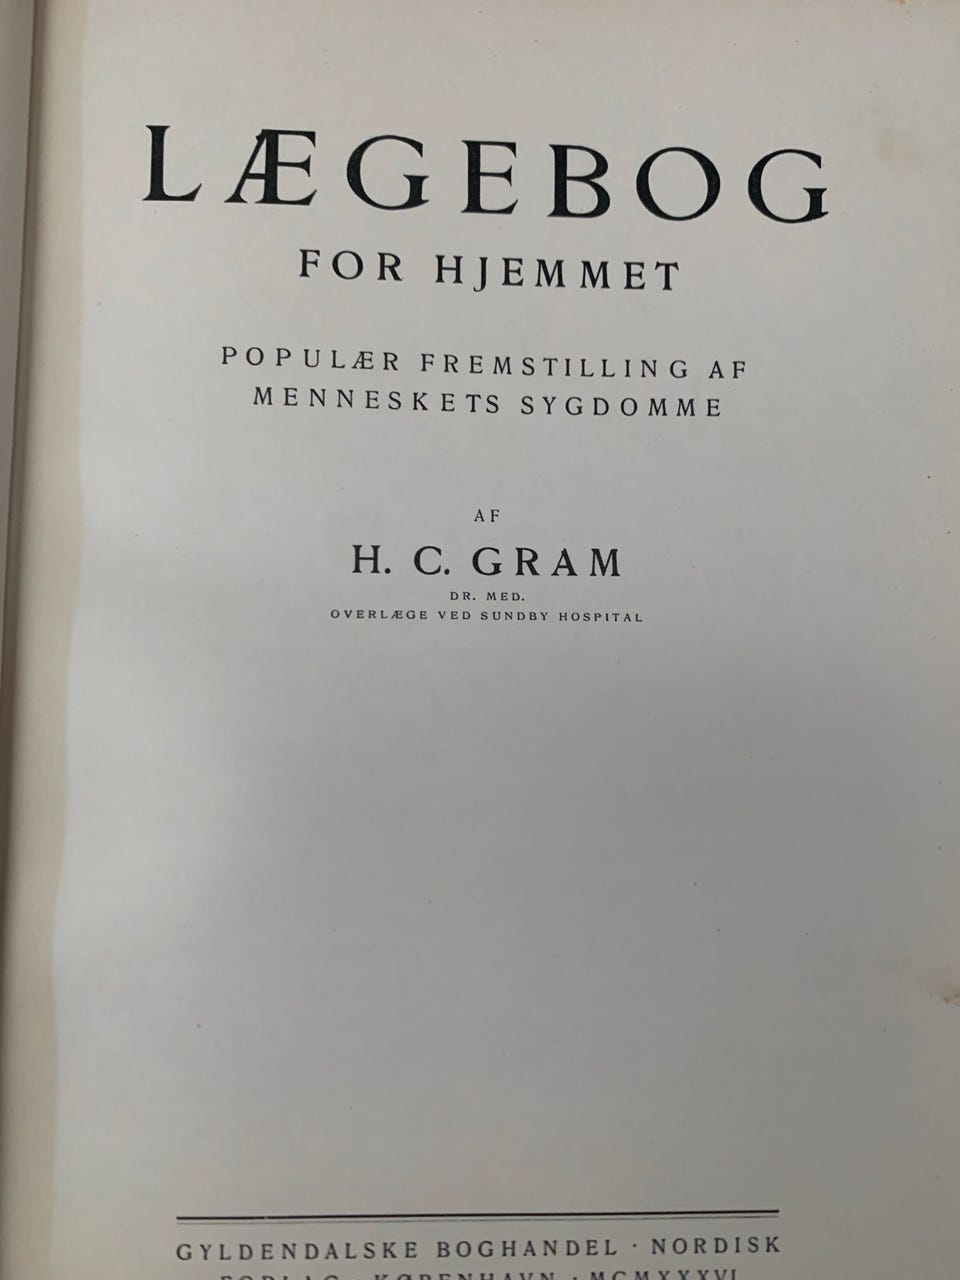 LÆGEBOG
FOR HJEMMET
POPULÆR FREMSTILLING AF
MENNESKETS SYGDOMME
AF
H. C. GRAM
DR. MED.
OVERLÆGE VED SUNDBY HOSPITAL
GYLDENDALSKE BOGHANDEL · NORDISK
FORLAG · KØBENHAVN · MCMXXXVI